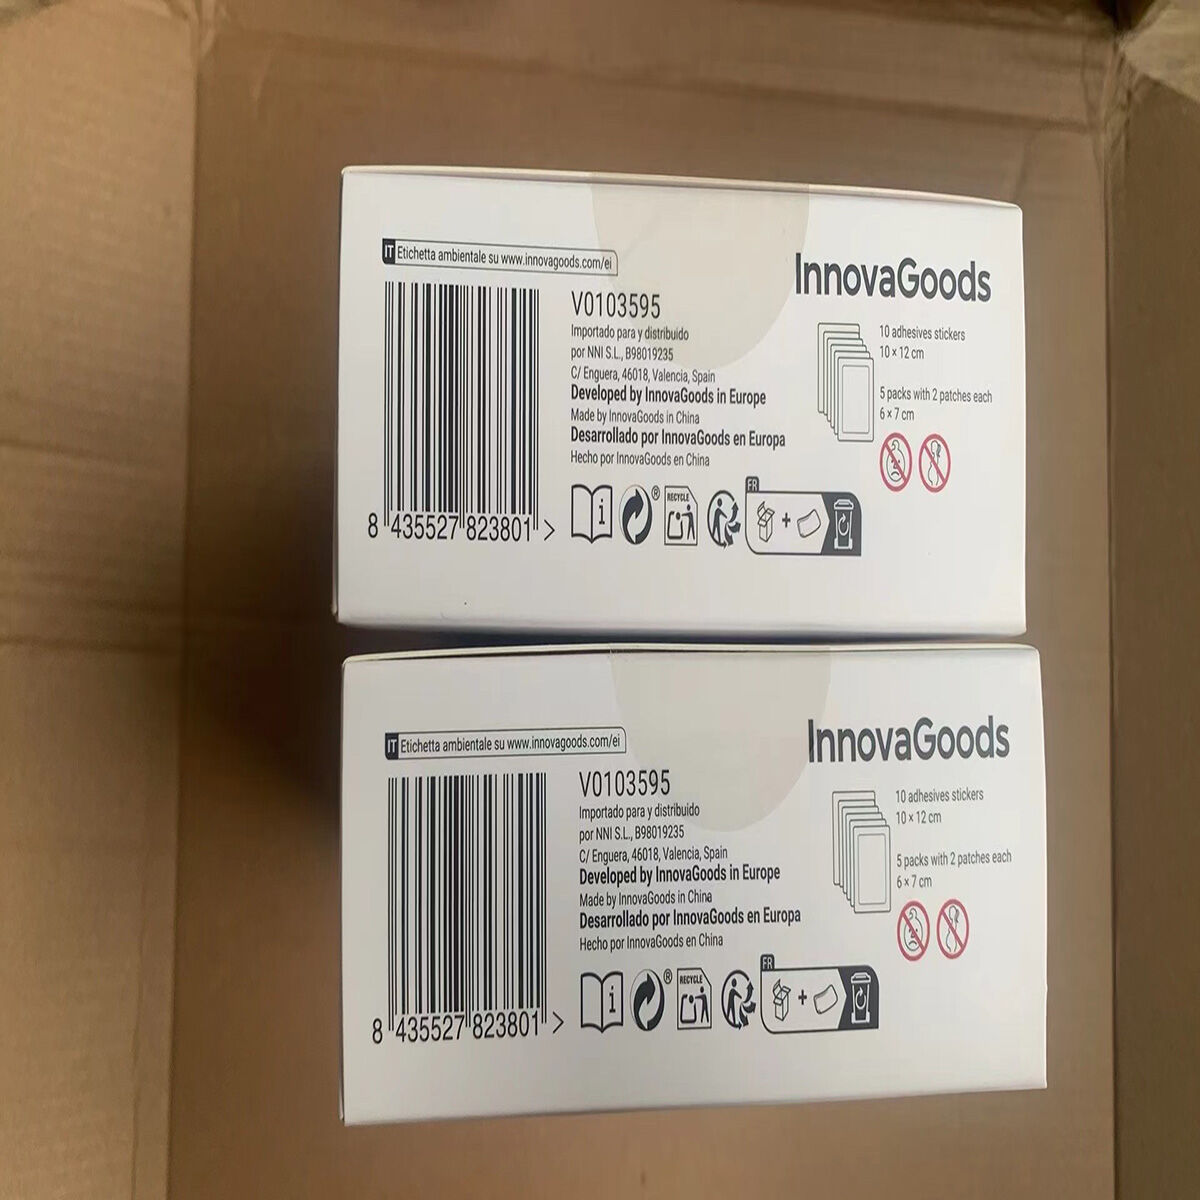 IT Etichetta ambientale su www.innovagoods.com/ei
InnovaGoods
V0103595
Importado para y distribuido
por NNI S.L., B98019235
C/ Enguera, 46018, Valencia, Spain
Developed by InnovaGoods in Europe
Made by InnovaGoods in China
Desarrollado por InnovaGoods en Europa
Hecho por InnovaGoods en China
10 adhesives stickers
10 × 12 cm
5 packs with 2 patches each
6 × 7 cm
8 435527 823801 >
i
®
RECYCLE
FR
+
IT Etichetta ambientale su www.innovagoods.com/ei
InnovaGoods
V0103595
Importado para y distribuido
por NNI S.L., B98019235
C/ Enguera, 46018, Valencia, Spain
Developed by InnovaGoods in Europe
Made by InnovaGoods in China
Desarrollado por InnovaGoods en Europa
Hecho por InnovaGoods en China
10 adhesives stickers
10 × 12 cm
5 packs with 2 patches each
6 × 7 cm
8 435527 823801 >
i
®
RECYCLE
FR
+